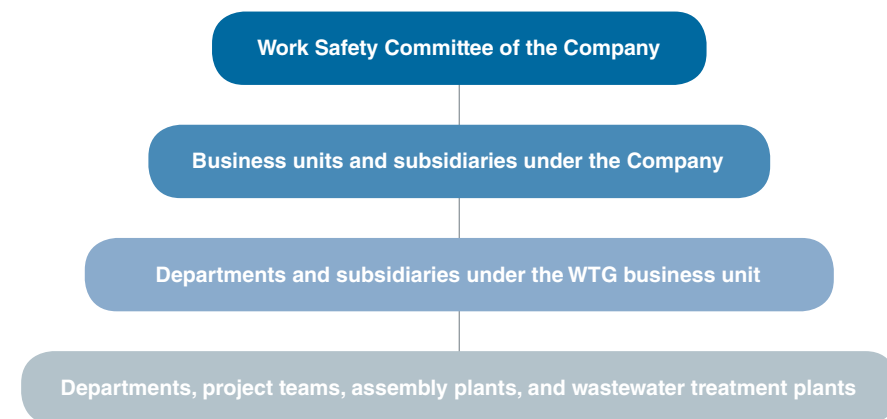 Work Safety Committee of the Company
Business units and subsidiaries under the Company
Departments and subsidiaries under the WTG business unit
Departments, project teams, assembly plants, and wastewater treatment plants